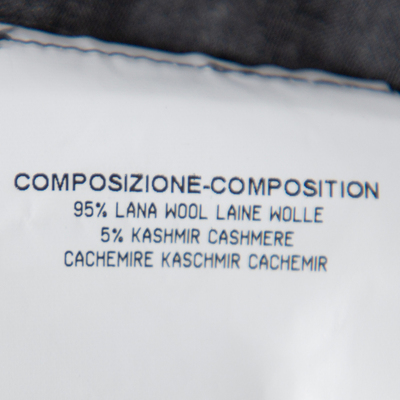 COMPOSIZIONE-COMPOSITION
95% LANA WOOL LAINE WOLLE
5% KASHMIR CASHMERE
CACHEMIRE KASCHMIR CACHEMIR